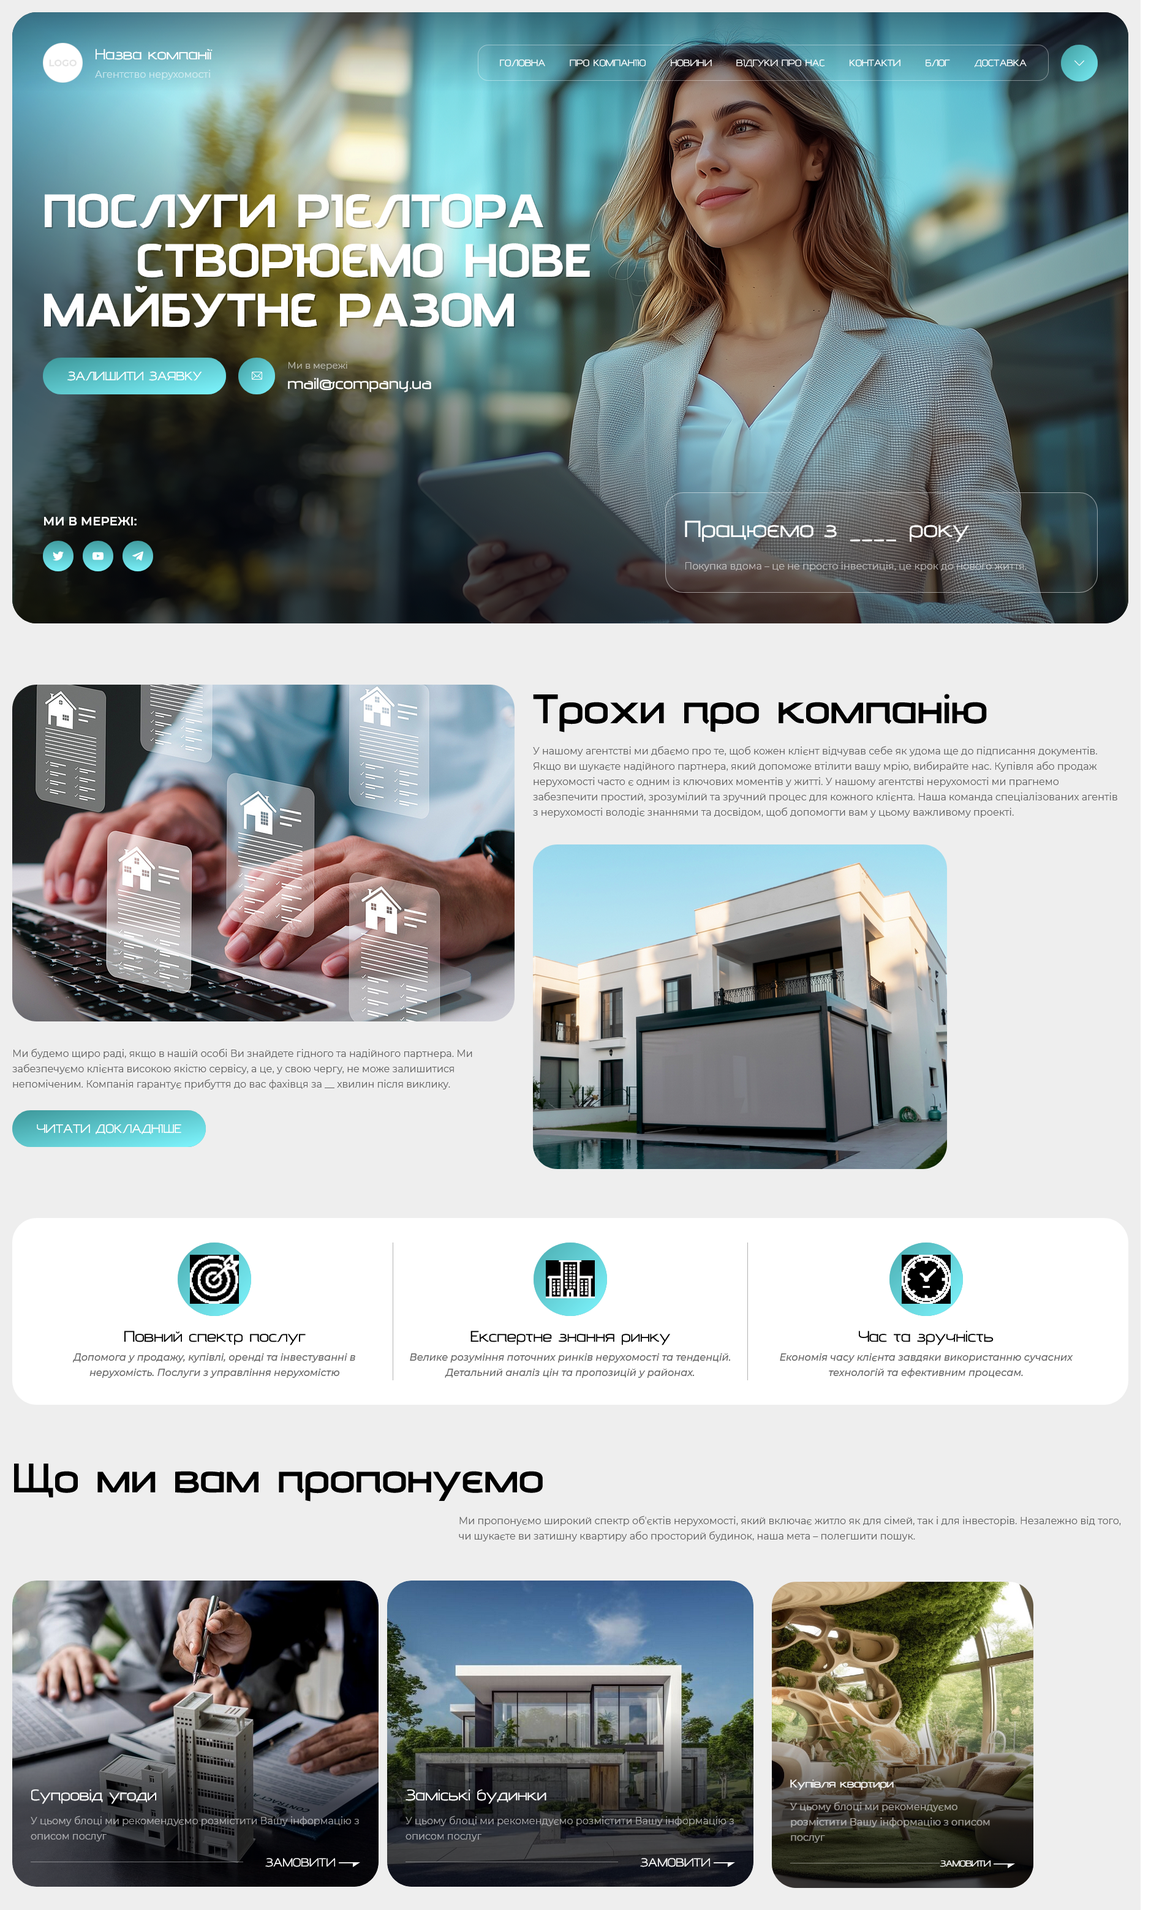 LOGO
Назва компанії
Агентство нерухомості
ГОЛОВНА
ПРО КОМПАНІЮ
НОВИНИ
ВІДГУКИ ПРО НАС
КОНТАКТИ
БЛОГ
ДОСТАВКА
ПОСЛУГИ РІЄЛТОРА
СТВОРЮЄМО НОВЕ
МАЙБУТНЄ РАЗОМ
ЗАЛИШИТИ ЗАЯВКУ
Ми в мережі
mail@company.ua
МИ В МЕРЕЖІ:
Працюємо з ____ року
Покупка вдома – це не просто інвестиція, це крок до нового життя.
Трохи про компанію
У нашому агентстві ми дбаємо про те, щоб кожен клієнт відчував себе як удома ще до підписання документів.
Якщо ви шукаєте надійного партнера, який допоможе втілити вашу мрію, вибирайте нас. Купівля або продаж
нерухомості часто є одним із ключових моментів у житті. У нашому агентстві нерухомості ми прагнемо
забезпечити простий, зрозумілий та зручний процес для кожного клієнта. Наша команда спеціалізованих агентів
з нерухомості володіє знаннями та досвідом, щоб допомогти вам у цьому важливому проекті.
Ми будемо щиро раді, якщо в нашій особі Ви знайдете гідного та надійного партнера. Ми
забезпечуємо клієнта високою якістю сервісу, а це, у свою чергу, не може залишитися
непоміченим. Компанія гарантує прибуття до вас фахівця за __ хвилин після виклику.
ЧИТАТИ ДОКЛАДНІШЕ
Повний спектр послуг
Допомога у продажу, купівлі, оренді та інвестуванні в
нерухомість. Послуги з управління нерухомістю
Експертне знання ринку
Велике розуміння поточних ринків нерухомості та тенденцій.
Детальний аналіз цін та пропозицій у районах.
Час та зручність
Економія часу клієнта завдяки використанню сучасних
технологій та ефективним процесам.
Що ми вам пропонуємо
Ми пропонуємо широкий спектр об'єктів нерухомості, який включає житло як для сімей, так і для інвесторів. Незалежно від того,
чи шукаєте ви затишну квартиру або просторий будинок, наша мета – полегшити пошук.
CONTRACT
Супровід угоди
У цьому блоці ми рекомендуємо розмістити Вашу інформацію з
описом послуг
ЗАМОВИТИ
Заміські будинки
У цьому блоці ми рекомендуємо розмістити Вашу інформацію з
описом послуг
ЗАМОВИТИ
Купівля квартири
У цьому блоці ми рекомендуємо
розмістити Вашу інформацію з описом
послуг
ЗАМОВИТИ